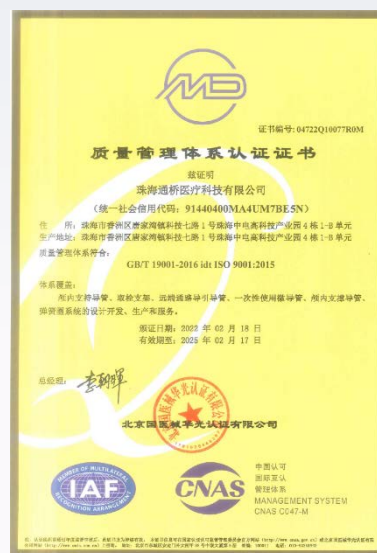 证书编号: 04722Q10077R0M
质量管理体系认证证书
兹证明
珠海通桥医疗科技有限公司
(统一社会信用代码: 91440400MA4UM7BE5N)
住 所: 珠海市香洲区唐家湾镇科技七路1号珠海中电高科技产业园4栋1-B单元
生产地址: 珠海市香洲区唐家湾镇科技七路1号珠海中电高科技产业园4栋1-B单元
质量管理体系符合:
GB/T 19001-2016 idt ISO 9001:2015
体系覆盖:
颅内支持导管、取栓支架、远端通路导引导管、一次性使用微导管、颅内支撑导管、
弹簧圈系统的设计开发、生产和服务。
颁证日期: 2022 年 02 月 18 日
有效期至: 2025 年 02 月 17 日
总经理:
北京国医械华光认证有限公司
MEMBER OF MULTILATERAL
IAF
RECOGNITION ARRANGEMENT
CNAS
中国认可
国际互认
管理体系
MANAGEMENT SYSTEM
CNAS C047-M